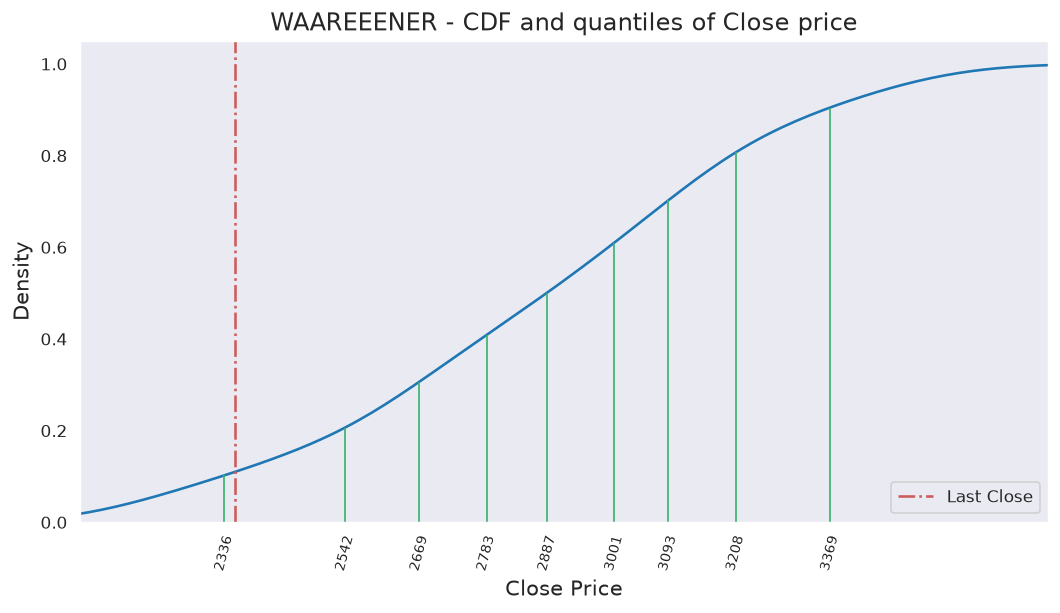 WAAREEENER - CDF and quantiles of Close price
Density
1.0
0.8
0.6
0.4
0.2
0.0
Last Close
2336 2542 2669 2783 2887 3001 3093 3208 3369
Close Price